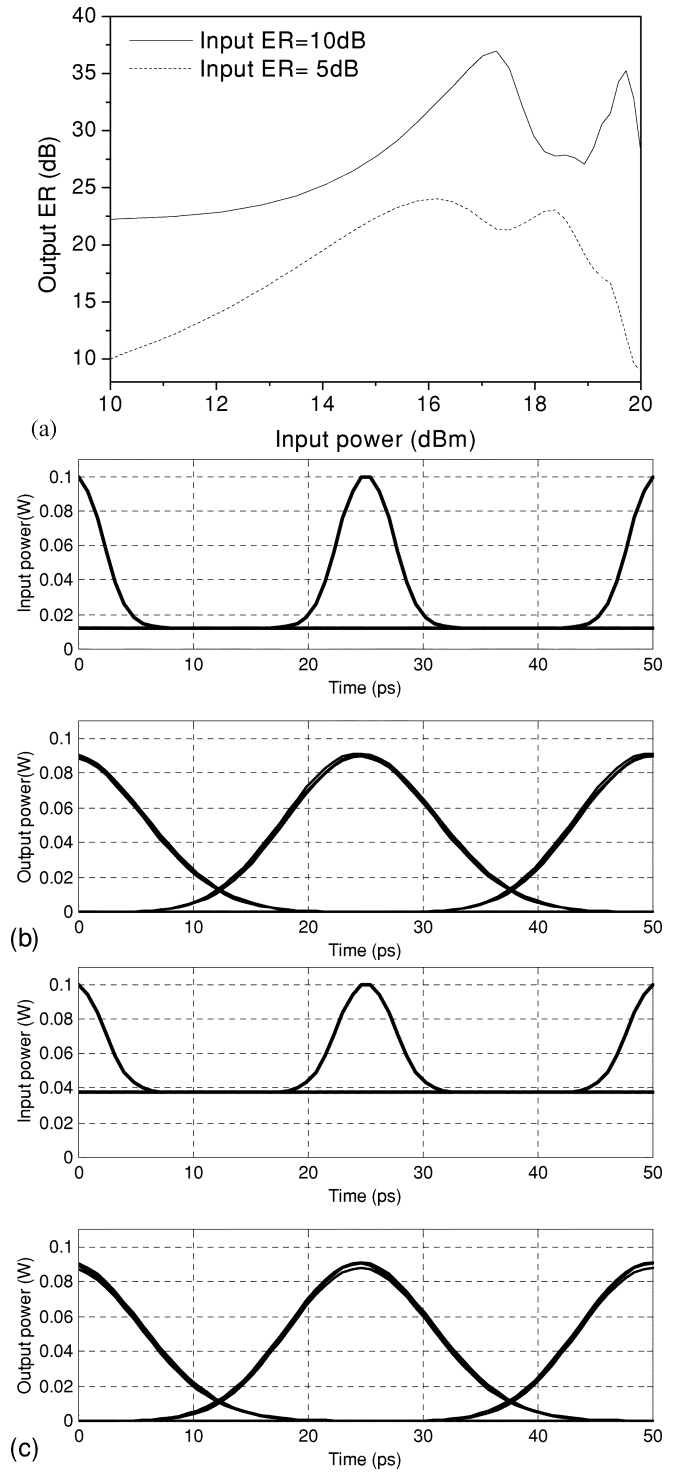 40
35
30
25
20
15
10
Output ER (dB)
Input ER=10dB
Input ER= 5dB
10 12 14 16 18 20
(a)
Input power (dBm)
0.1
0.08
0.06
0.04
0.02
0
Input power(W)
0 10 20 30 40 50
Time (ps)
0.1
0.08
0.06
0.04
0.02
0
Output power(W)
0 10 20 30 40 50
(b)
Time (ps)
0.1
0.08
0.06
0.04
0.02
0
Input power (W)
0 10 20 30 40 50
Time (ps)
0.1
0.08
0.06
0.04
0.02
0
Output power (W)
0 10 20 30 40 50
(c)
Time (ps)